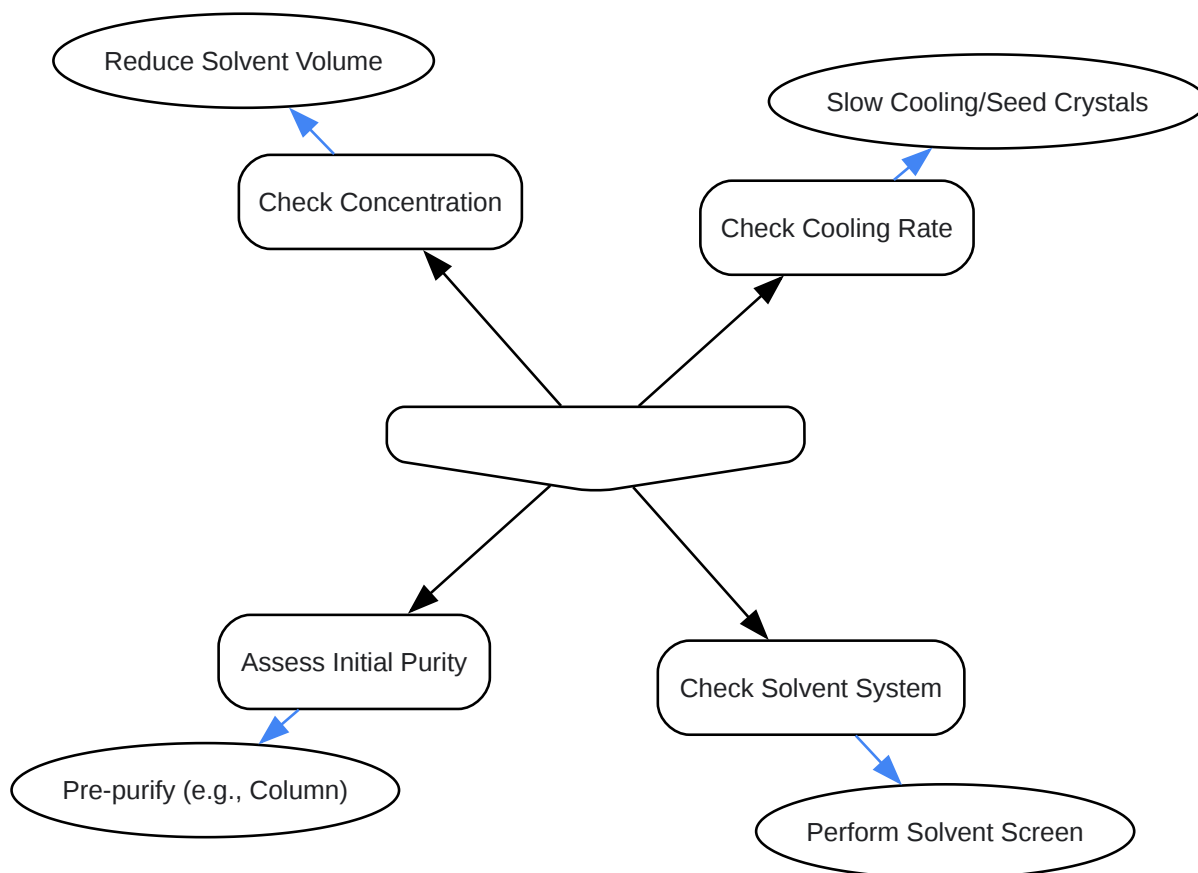 Reduce Solvent Volume
Slow Cooling/Seed Crystals
Check Concentration
Check Cooling Rate
Assess Initial Purity
Check Solvent System
Pre-purify (e.g., Column)
Perform Solvent Screen